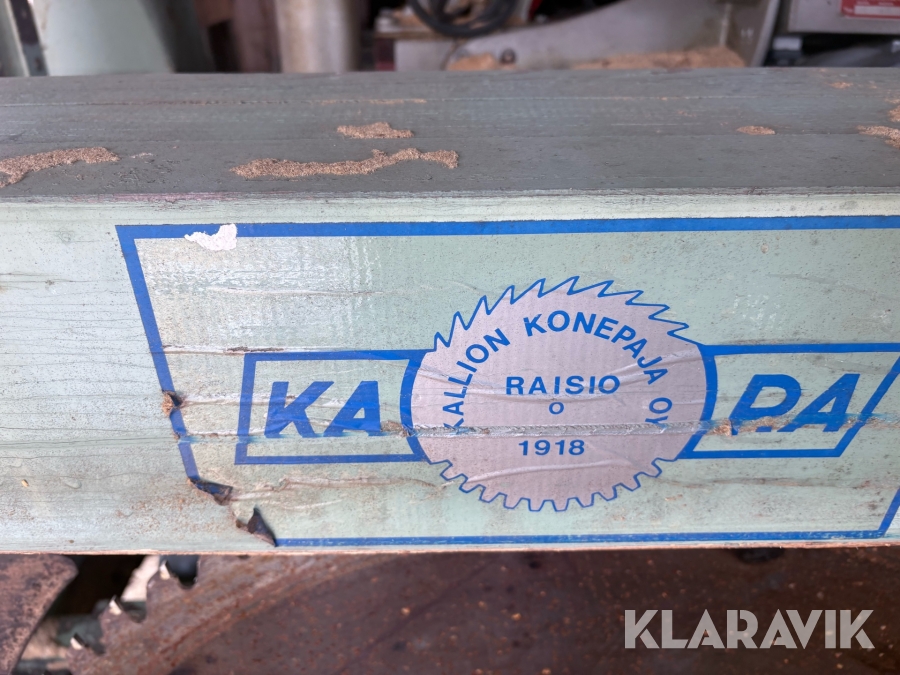 KALLION KONEPAJA OY
KA
RAISIO
PA
O
1918
KLARAVIK